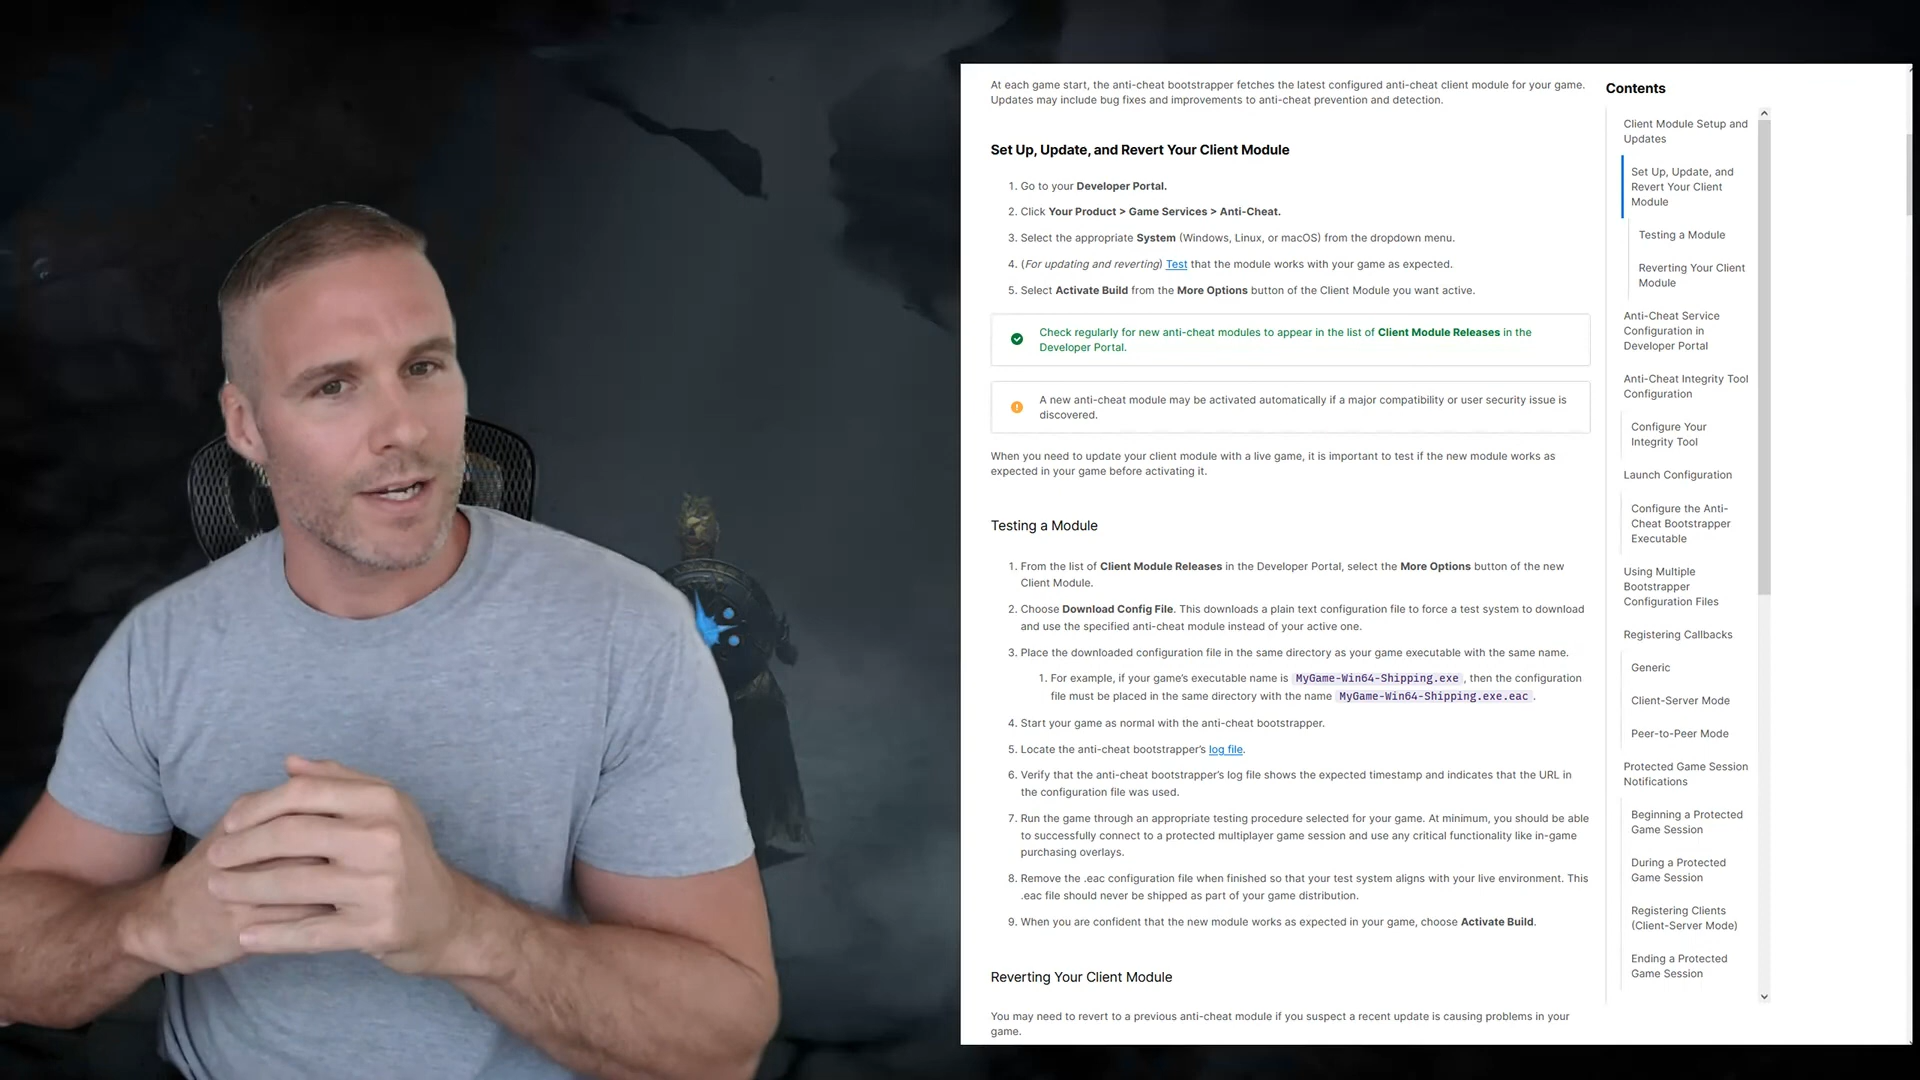 At each game start, the anti-cheat bootstrapper fetches the latest configured anti-cheat client module for your game.
Updates may include bug fixes and improvements to anti-cheat prevention and detection.
Set Up, Update, and Revert Your Client Module
1. Go to your Developer Portal.
2. Click Your Product > Game Services > Anti-Cheat.
3. Select the appropriate System (Windows, Linux, or macOS) from the dropdown menu.
4. (For updating and reverting) Test that the module works with your game as expected.
5. Select Activate Build from the More Options button of the Client Module you want active.
Check regularly for new anti-cheat modules to appear in the list of Client Module Releases in the
Developer Portal.
A new anti-cheat module may be activated automatically if a major compatibility or user security issue is
discovered.
When you need to update your client module with a live game, it is important to test if the new module works as
expected in your game before activating it.
Testing a Module
1. From the list of Client Module Releases in the Developer Portal, select the More Options button of the new
Client Module.
2. Choose Download Config File. This downloads a plain text configuration file to force a test system to download
and use the specified anti-cheat module instead of your active one.
3. Place the downloaded configuration file in the same directory as your game executable with the same name.
1. For example, if your game's executable name is MyGame-Win64-Shipping.exe, then the configuration
file must be placed in the same directory with the name MyGame-Win64-Shipping.exe.eac.
4. Start your game as normal with the anti-cheat bootstrapper.
5. Locate the anti-cheat bootstrapper's log file.
6. Verify that the anti-cheat bootstrapper's log file shows the expected timestamp and indicates that the URL in
the configuration file was used.
7. Run the game through an appropriate testing procedure selected for your game. At minimum, you should be able
to successfully connect to a protected multiplayer game session and use any critical functionality like in-game
purchasing overlays.
8. Remove the .eac configuration file when finished so that your test system aligns with your live environment. This
.eac file should never be shipped as part of your game distribution.
9. When you are confident that the new module works as expected in your game, choose Activate Build.
Reverting Your Client Module
You may need to revert to a previous anti-cheat module if you suspect a recent update is causing problems in your
game.
Contents
Client Module Setup and
Updates
Set Up, Update, and
Revert Your Client
Module
Testing a Module
Reverting Your Client
Module
Anti-Cheat Service
Configuration in
Developer Portal
Anti-Cheat Integrity Tool
Configuration
Configure Your
Integrity Tool
Launch Configuration
Configure the Anti-
Cheat Bootstrapper
Executable
Using Multiple
Bootstrapper
Configuration Files
Registering Callbacks
Generic
Client-Server Mode
Peer-to-Peer Mode
Protected Game Session
Notifications
Beginning a Protected
Game Session
During a Protected
Game Session
Registering Clients
(Client-Server Mode)
Ending a Protected
Game Session